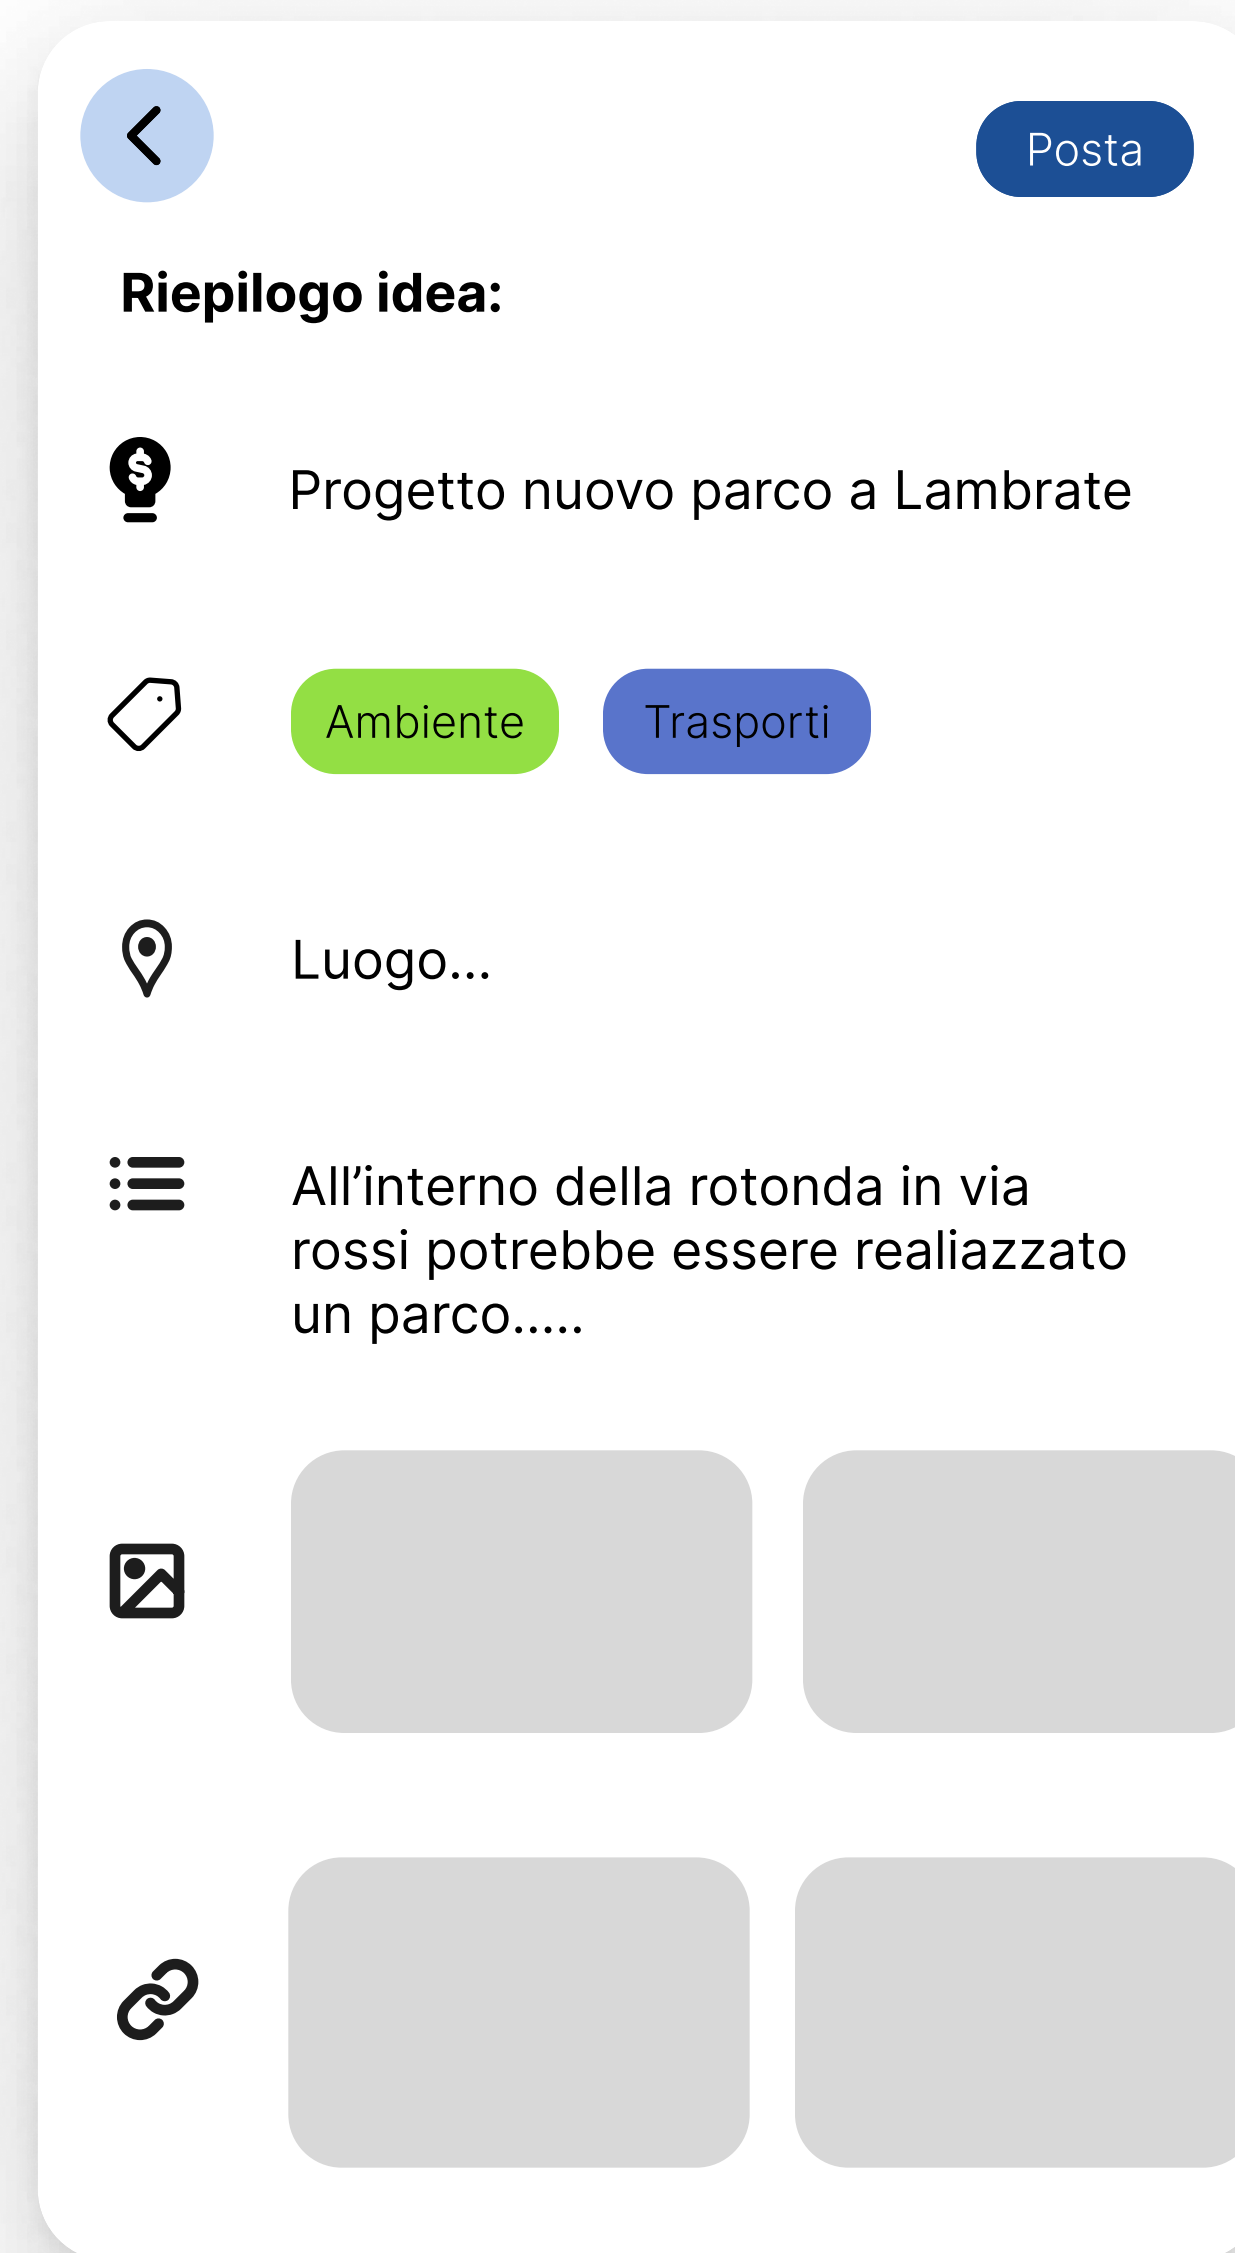 Posta
Riepilogo idea:
Progetto nuovo parco a Lambrate
Ambiente Trasporti
Luogo...
All’interno della rotonda in via
rossi potrebbe essere realiazzato
un parco.....